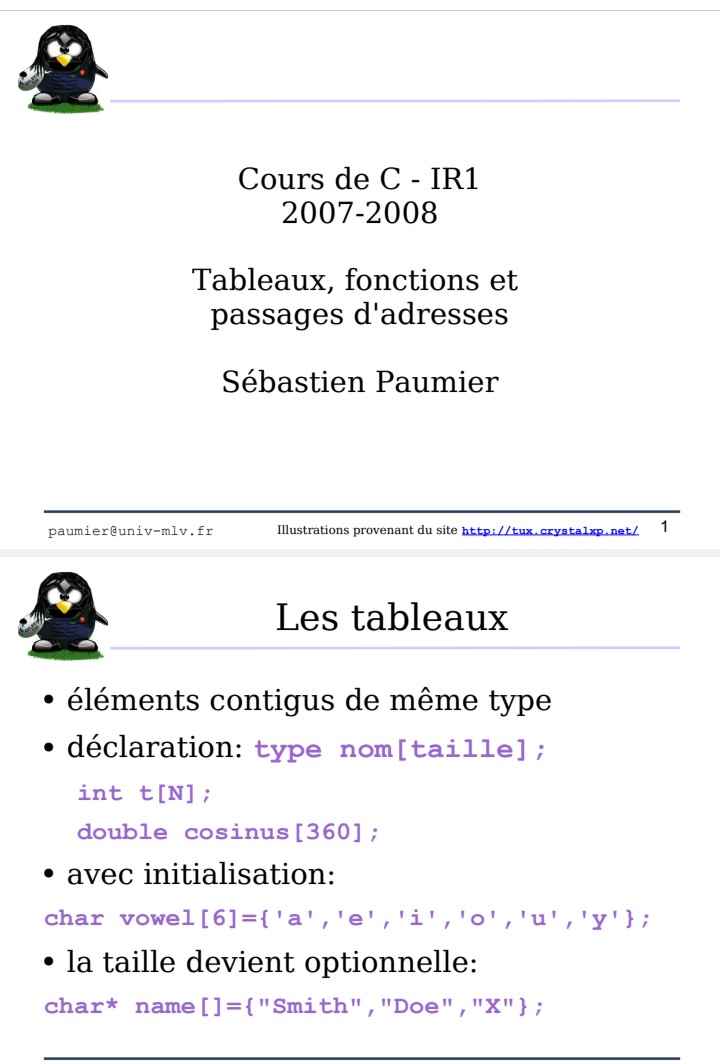 Cours de C - IR1
2007-2008
Tableaux, fonctions et
passages d'adresses
Sébastien Paumier
paumier@univ-mlv.fr Illustrations provenant du site http://tux.crystalxp.net/ 1
Les tableaux
• éléments contigus de même type
• déclaration: type nom[taille];
int t[N];
double cosinus[360];
• avec initialisation:
char vowel[6]={'a','e','i','o','u','y'};
• la taille devient optionnelle:
char* name[]={"Smith","Doe","X"};